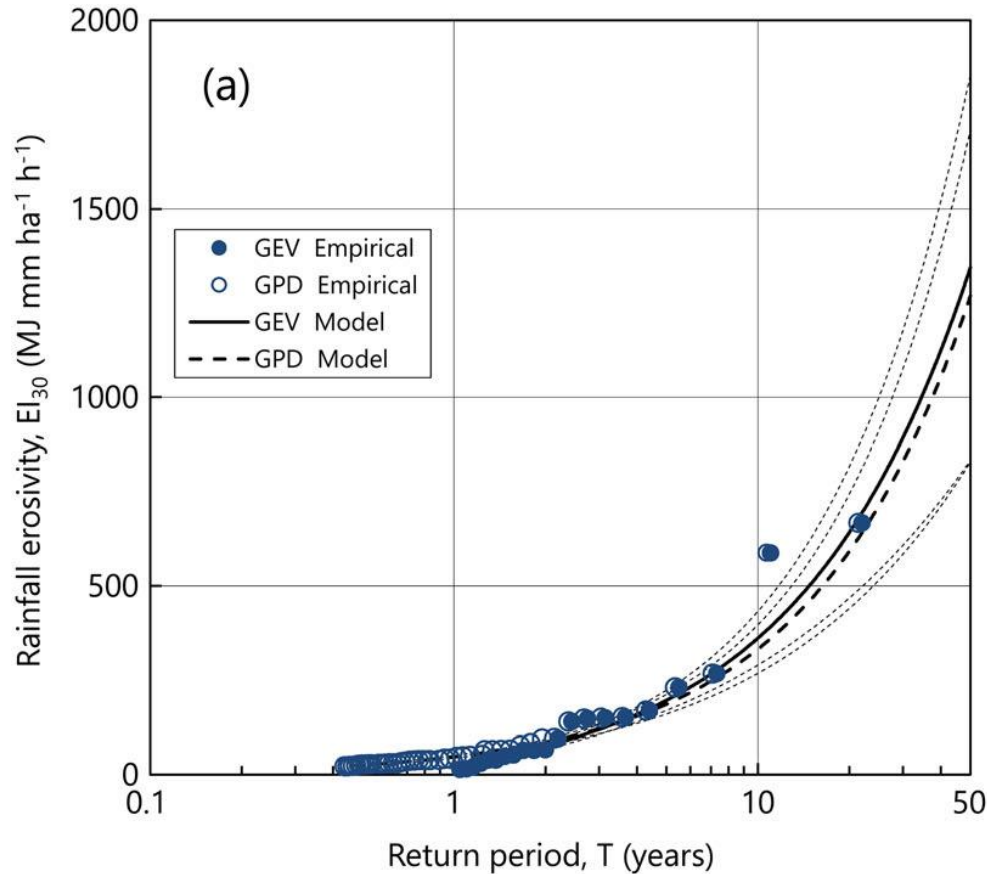 2000
(a)
1500
GEV Empirical
GPD Empirical
GEV Model
GPD Model
1000
500
0
Rainfall erosivity, EI₃₀ (MJ mm ha⁻¹ h⁻¹)
0.1 1 10 50
Return period, T (years)